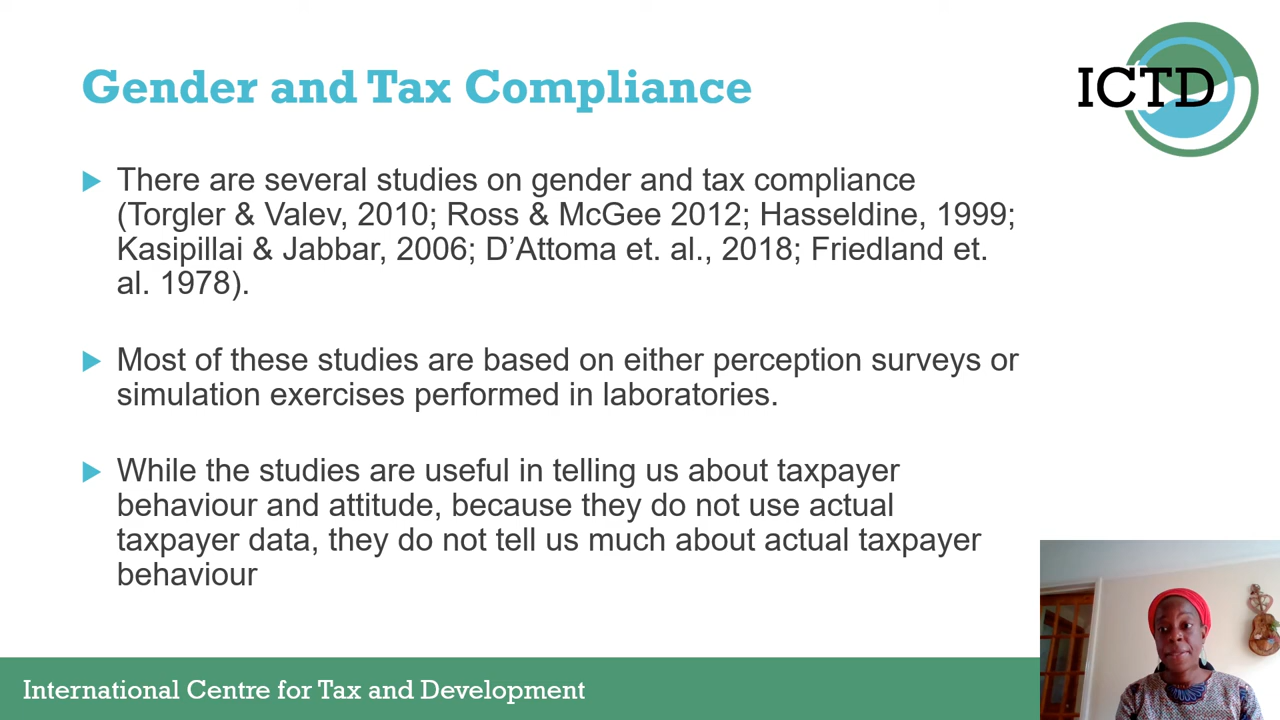 Gender and Tax Compliance
ICTD
There are several studies on gender and tax compliance
(Torgler & Valev, 2010; Ross & McGee 2012; Hasseldine, 1999;
Kasipillai & Jabbar, 2006; D’Attoma et. al., 2018; Friedland et.
al. 1978).
Most of these studies are based on either perception surveys or
simulation exercises performed in laboratories.
While the studies are useful in telling us about taxpayer
behaviour and attitude, because they do not use actual
taxpayer data, they do not tell us much about actual taxpayer
behaviour
International Centre for Tax and Development